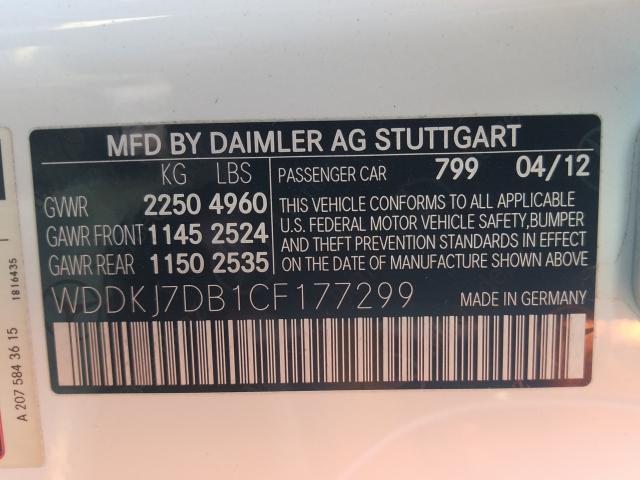 MFD BY DAIMLER AG STUTTGART
KG LBS PASSENGER CAR 799 04/12
GVWR 2250 4960
GAWR FRONT 1145 2524
GAWR REAR 1150 2535
THIS VEHICLE CONFORMS TO ALL APPLICABLE
U.S. FEDERAL MOTOR VEHICLE SAFETY,BUMPER
AND THEFT PREVENTION STANDARDS IN EFFECT
ON THE DATE OF MANUFACTURE SHOWN ABOVE
WDDKJ7DB1CF177299 MADE IN GERMANY
1816435
A 207 584 36 15